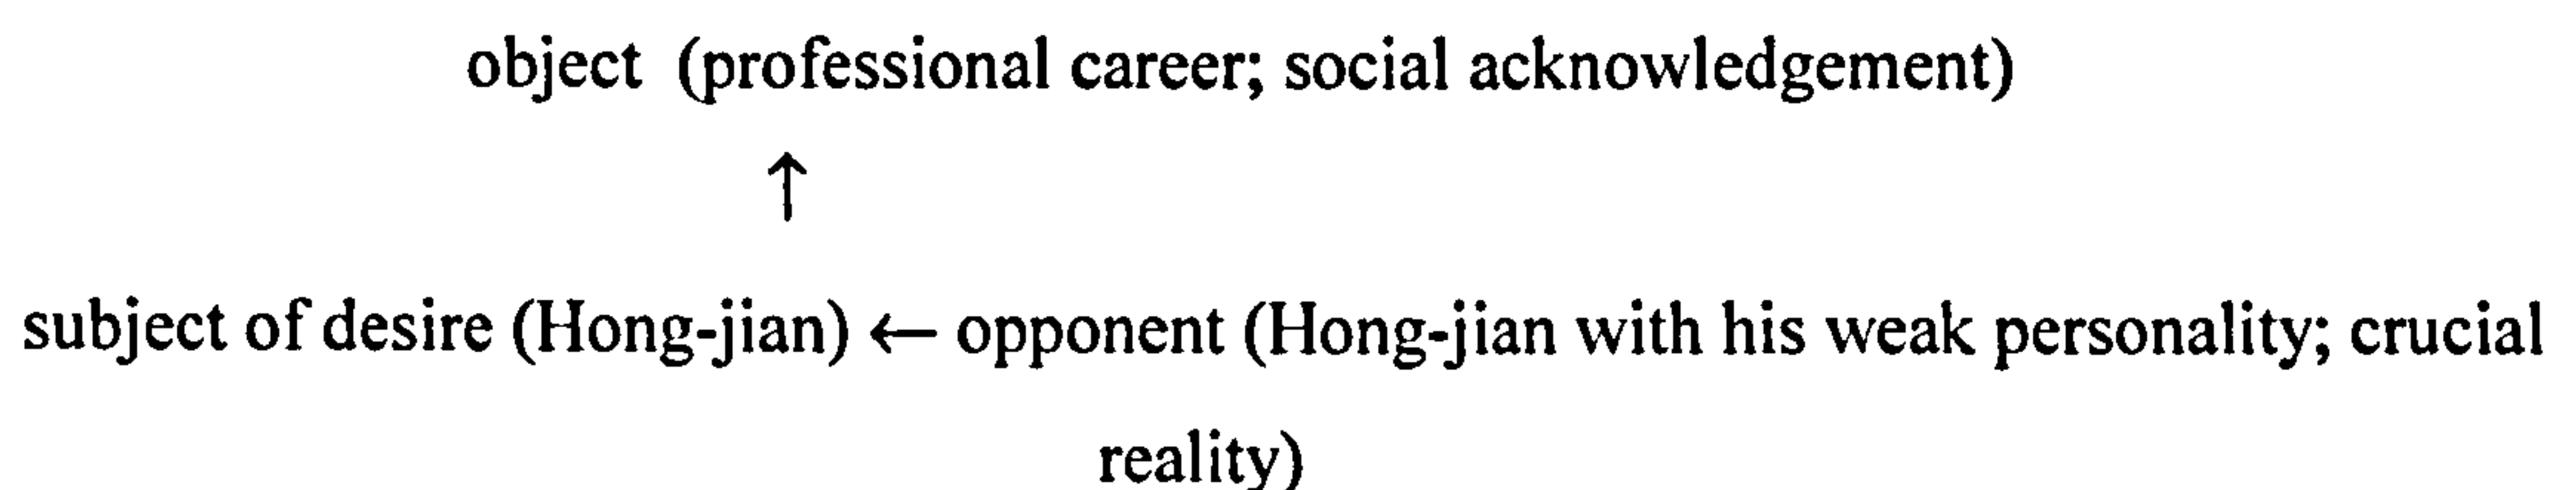 object (professional career; social acknowledgement)
↑
subject of desire (Hong-jian) ← opponent (Hong-jian with his weak personality; crucial
reality)